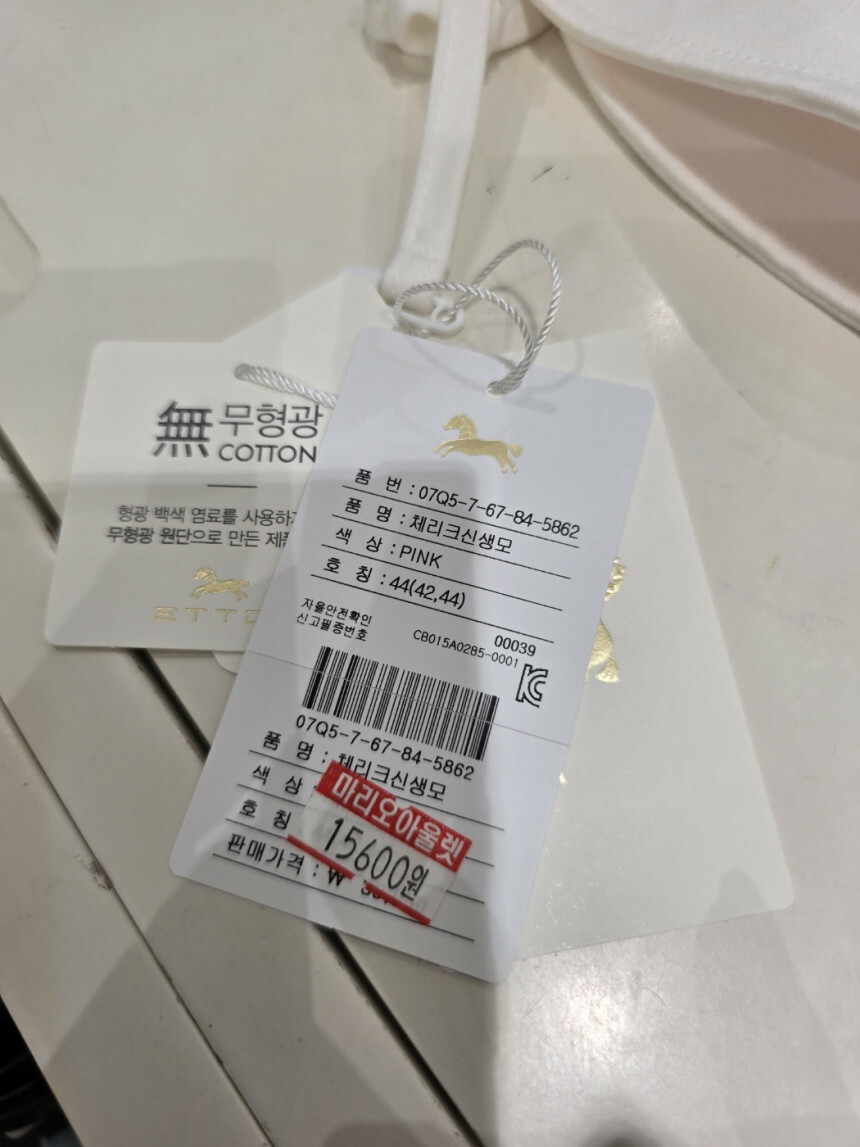 無 무형광
COTTON
형광 백색 염료를
무형광 원단으로 만든
품 번 : 07Q5-7-67-84-5862
품 명 : 체리크신생모
색 상 : PINK
호 칭 : 44(42,44)
자율안전확인
신고필증번호
00039
CB015A0285-0001
07Q5-7-67-84-5862
품 명 : 체리크신생모
색 상
호 칭
판매가격 : ₩
마리오아울렛
15600원